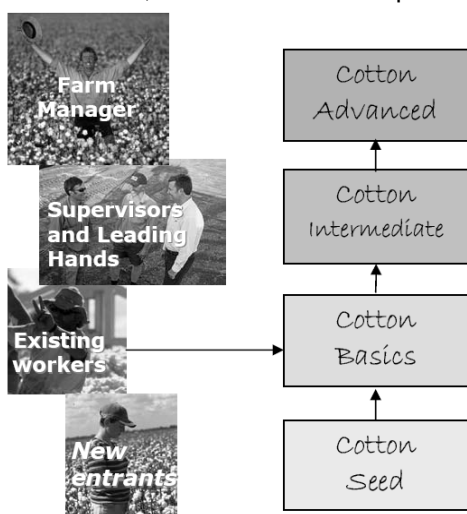 Farm
Manager
Supervisors
and Leading
Hands
Existing
workers
New
entrants
Cotton
Advanced
Cotton
Intermediate
Cotton
Basics
Cotton
Seed